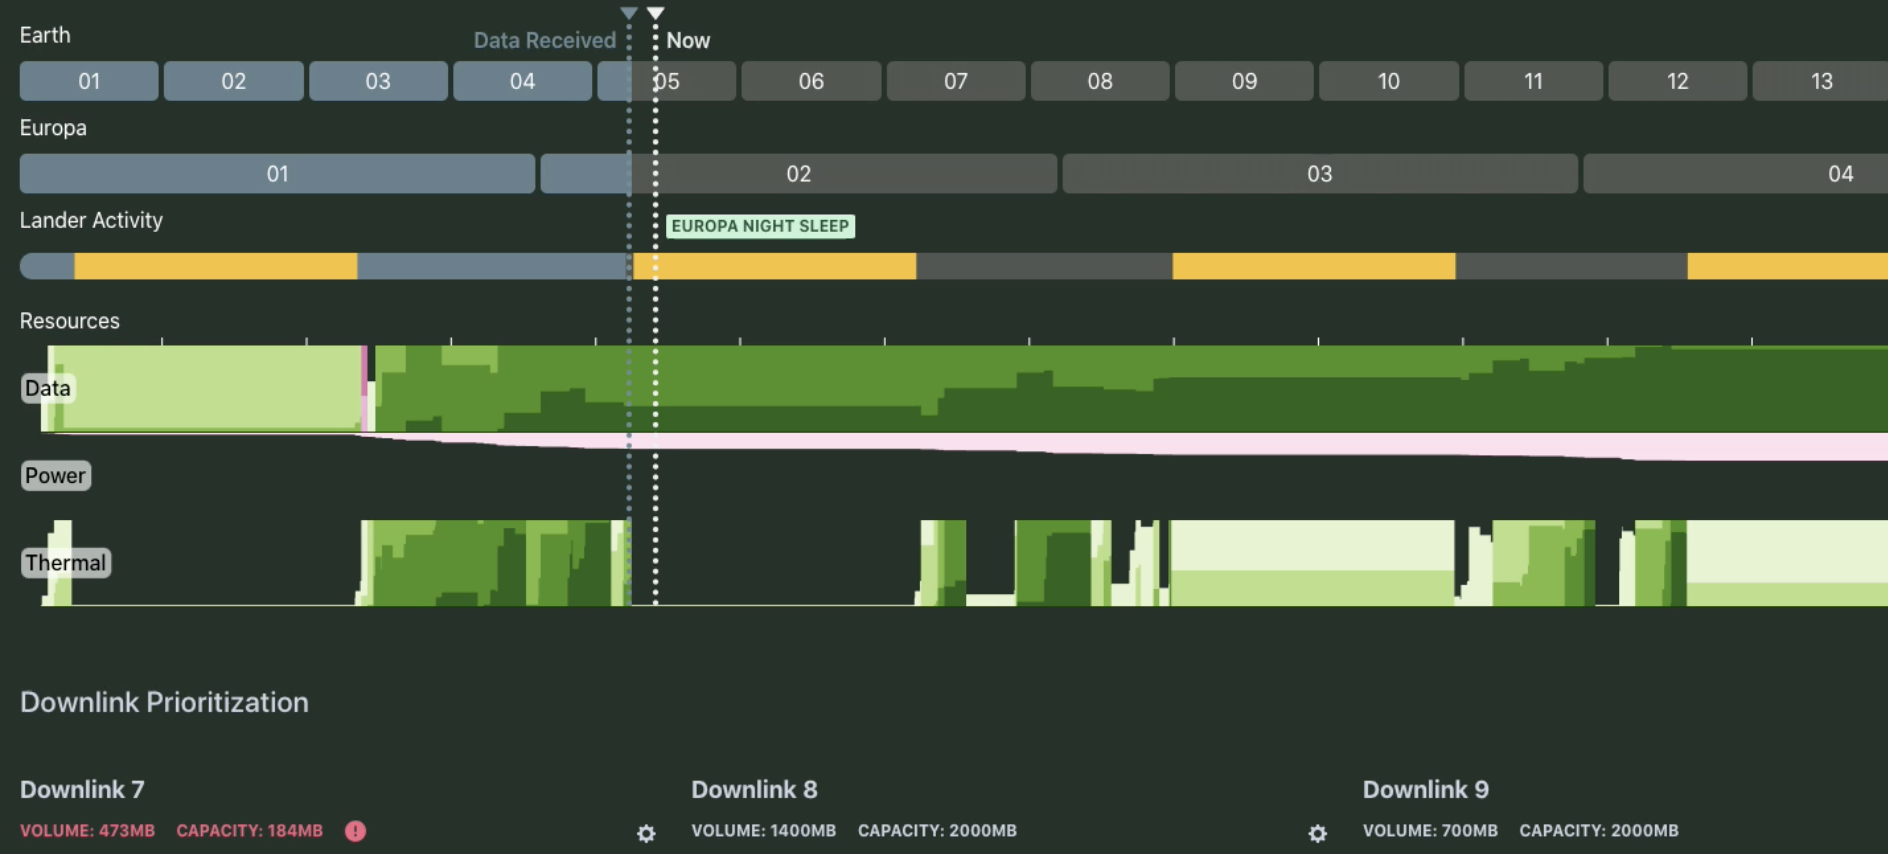 Earth
Data Received Now
01 02 03 04 05 06 07 08 09 10 11 12 13
Europa
01 02 03 04
Lander Activity
EUROPA NIGHT SLEEP
Resources
Data
Power
Thermal
Downlink Prioritization
Downlink 7 Downlink 8 Downlink 9
VOLUME: 473MB CAPACITY: 184MB ! VOLUME: 1400MB CAPACITY: 2000MB VOLUME: 700MB CAPACITY: 2000MB